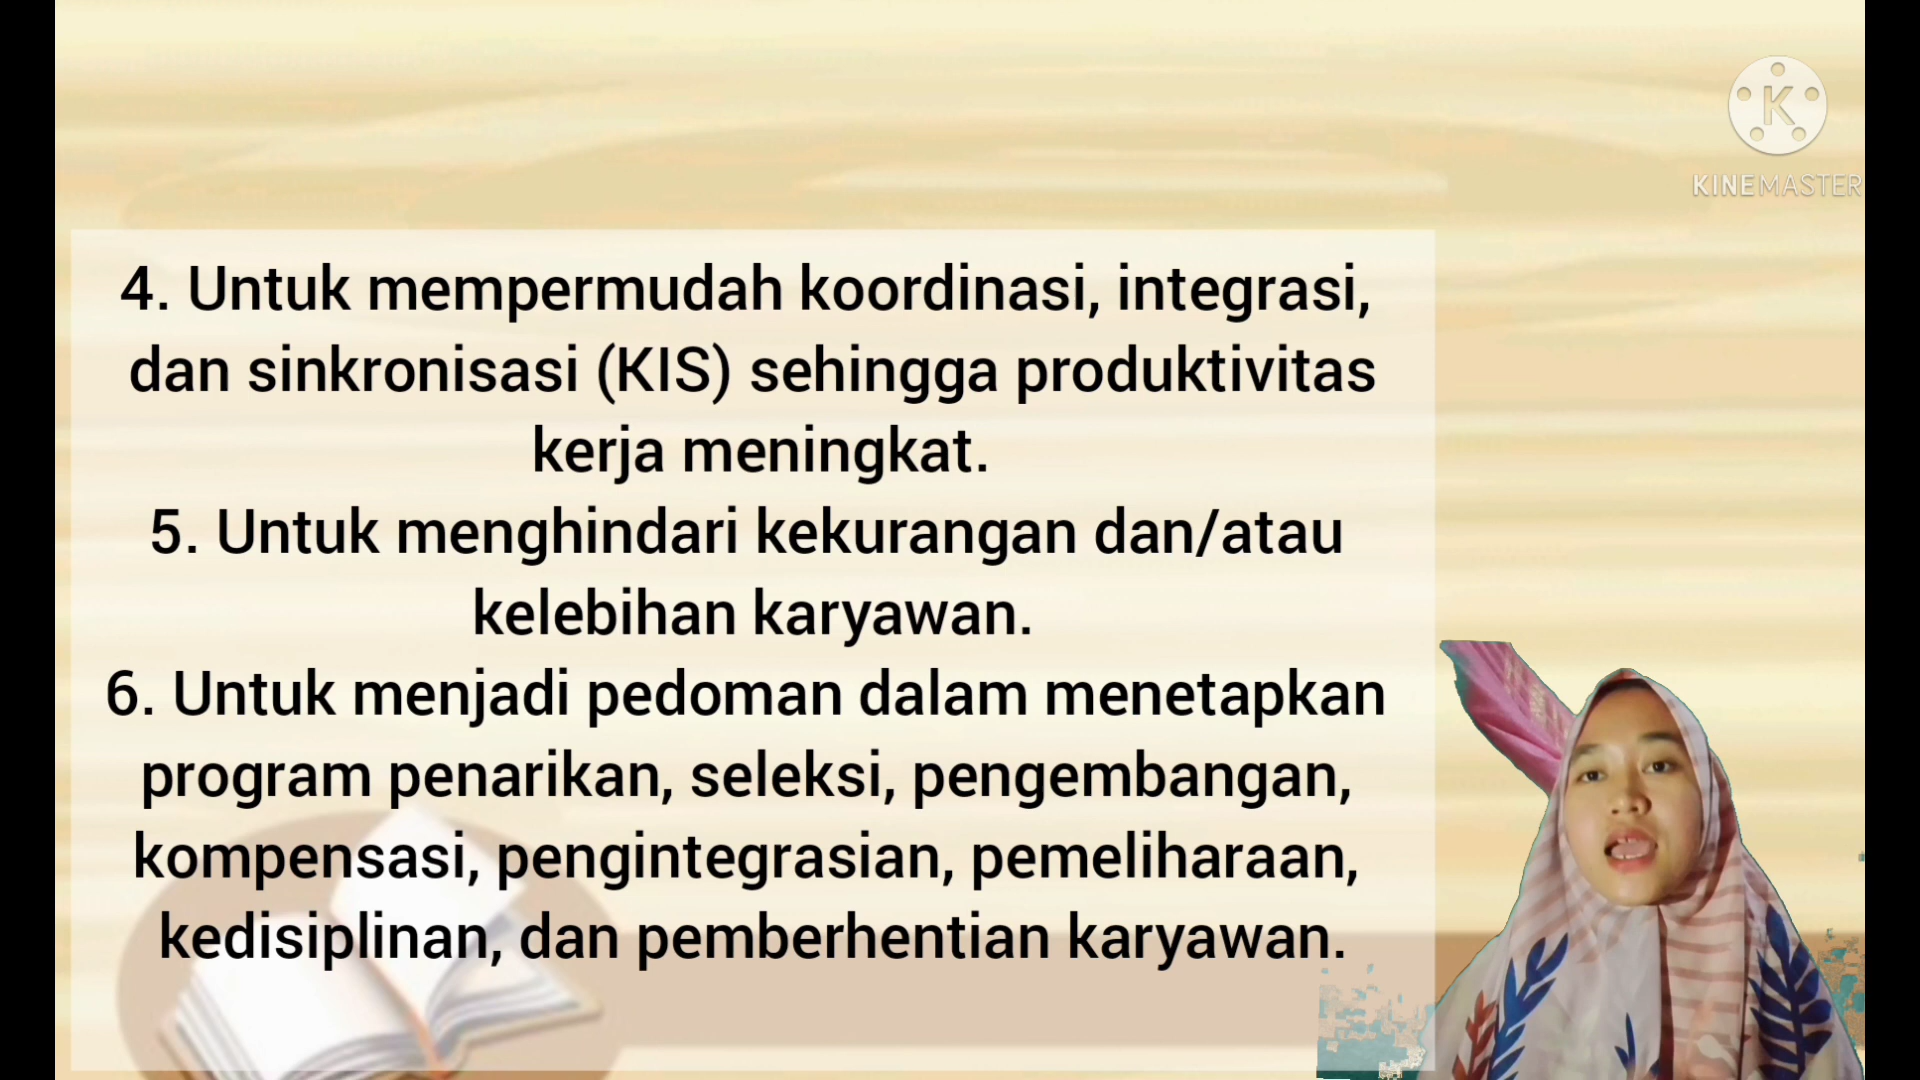 K
KINEMASTER
4. Untuk mempermudah koordinasi, integrasi,
dan sinkronisasi (KIS) sehingga produktivitas
kerja meningkat.
5. Untuk menghindari kekurangan dan/atau
kelebihan karyawan.
6. Untuk menjadi pedoman dalam menetapkan
program penarikan, seleksi, pengembangan,
kompensasi, pengintegrasian, pemeliharaan,
kedisiplinan, dan pemberhentian karyawan.